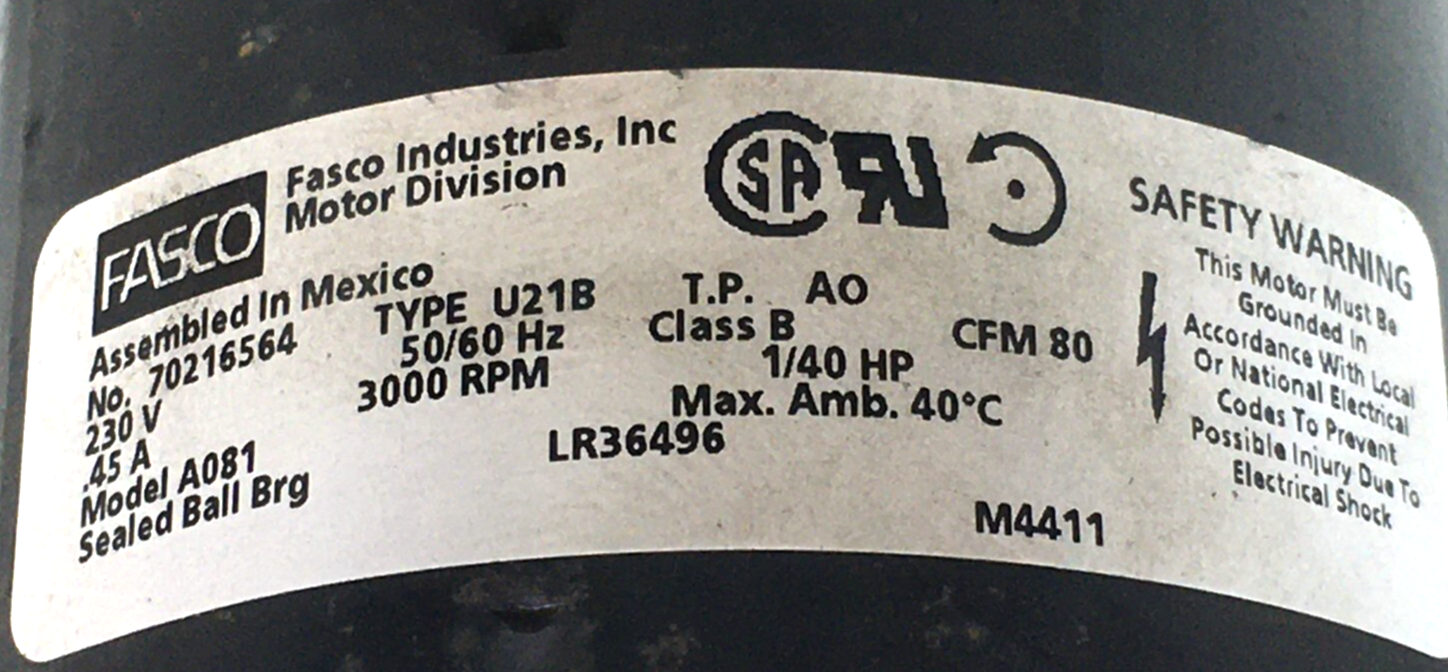 FASCO
Fasco Industries, Inc
Motor Division
Assembled In Mexico
No. 70216564
230 V
.45 A
Model A081
Sealed Ball Brg
TYPE U21B
50/60 Hz
3000 RPM
LR36496
T.P. AO
Class B
1/40 HP
Max. Amb. 40°C
CFM 80
M4411
SA
RU
SAFETY WARNING
This Motor Must Be
Grounded In
Accordance With Local
Or National Electrical
Codes To Prevent
Possible Injury Due To
Electrical Shock